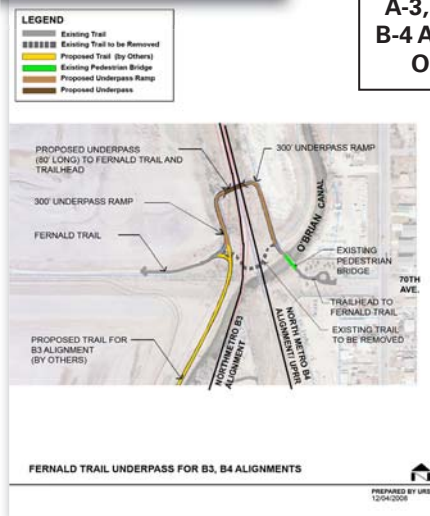 A-3,
B-4 A
O
LEGEND
Existing Trail
Existing Trail to be Removed
Proposed Trail (by Others)
Existing Pedestrian Bridge
Proposed Underpass Ramp
Proposed Underpass
PROPOSED UNDERPASS
(80' LONG) TO FERNALD TRAIL AND
TRAILHEAD
300' UNDERPASS RAMP
300' UNDERPASS RAMP
O'BRIAN CANAL
FERNALD TRAIL
EXISTING
PEDESTRIAN
BRIDGE
70TH
AVE.
TRAILHEAD TO
FERNALD TRAIL
EXISTING TRAIL
TO BE REMOVED
PROPOSED TRAIL FOR
B3 ALIGNMENT
(BY OTHERS)
NORTHMETRO B3
ALIGNMENT
NORTH METRO B4
ALIGNMENT/ UPRR
FERNALD TRAIL UNDERPASS FOR B3, B4 ALIGNMENTS
N
PREPARED BY URS
12/04/2008